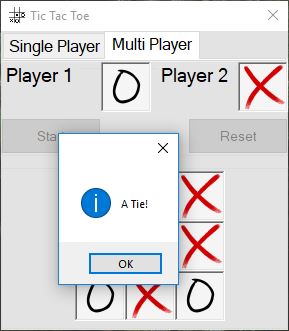 Tic Tac Toe
Single Player Multi Player
Player 1 Player 2
Reset
A Tie!
OK